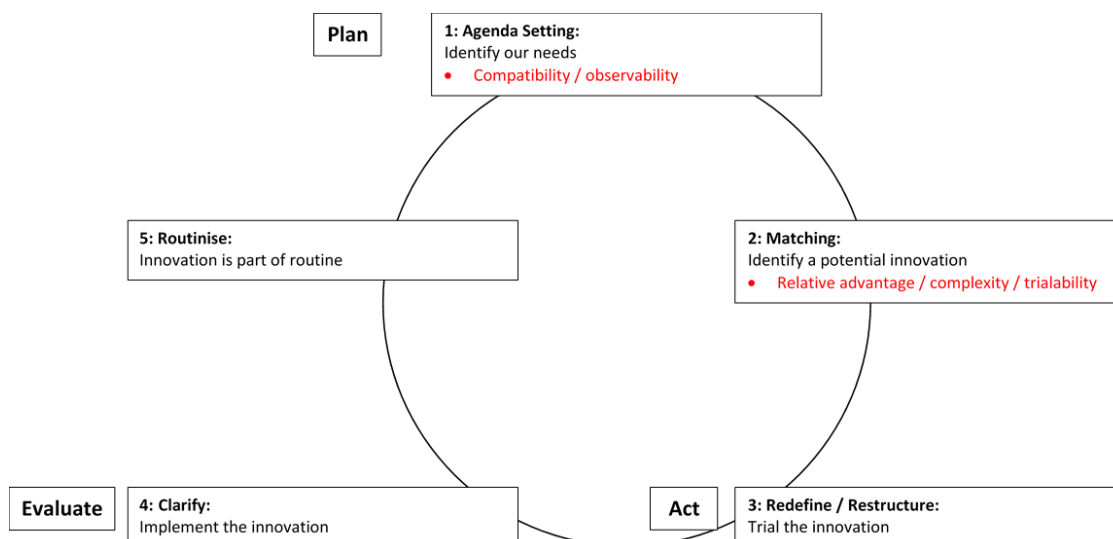 Plan
1: Agenda Setting:
Identify our needs
• Compatibility / observability
5: Routinise:
Innovation is part of routine
2: Matching:
Identify a potential innovation
• Relative advantage / complexity / trialability
Evaluate
4: Clarify:
Implement the innovation
Act
3: Redefine / Restructure:
Trial the innovation